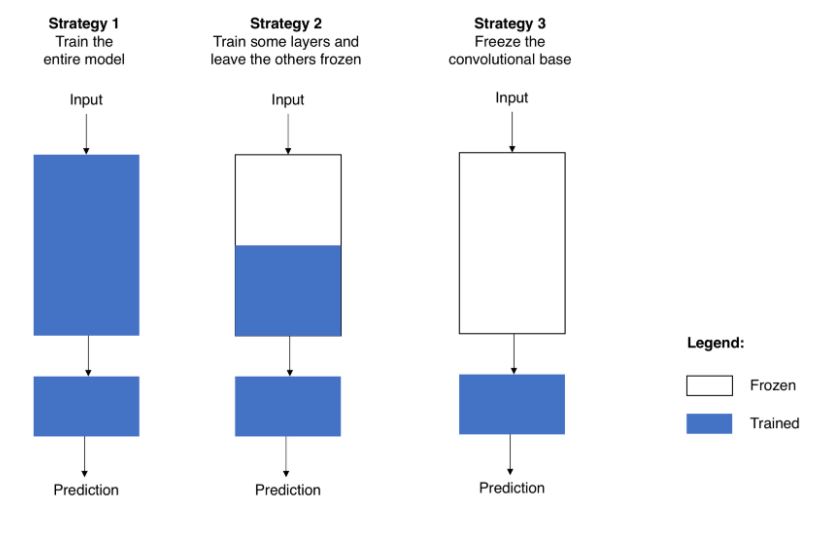 Strategy 1
Train the
entire model
Input
Prediction
Strategy 2
Train some layers and
leave the others frozen
Input
Prediction
Strategy 3
Freeze the
convolutional base
Input
Prediction
Legend:
Frozen
Trained